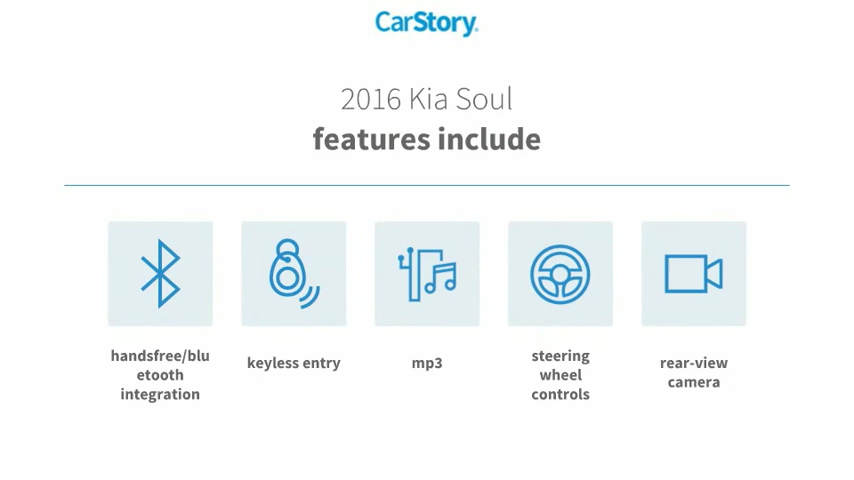 CarStory.
2016 Kia Soul
features include
handsfree/blu
etooth
integration
keyless entry
mp3
steering
wheel
controls
rear-view
camera